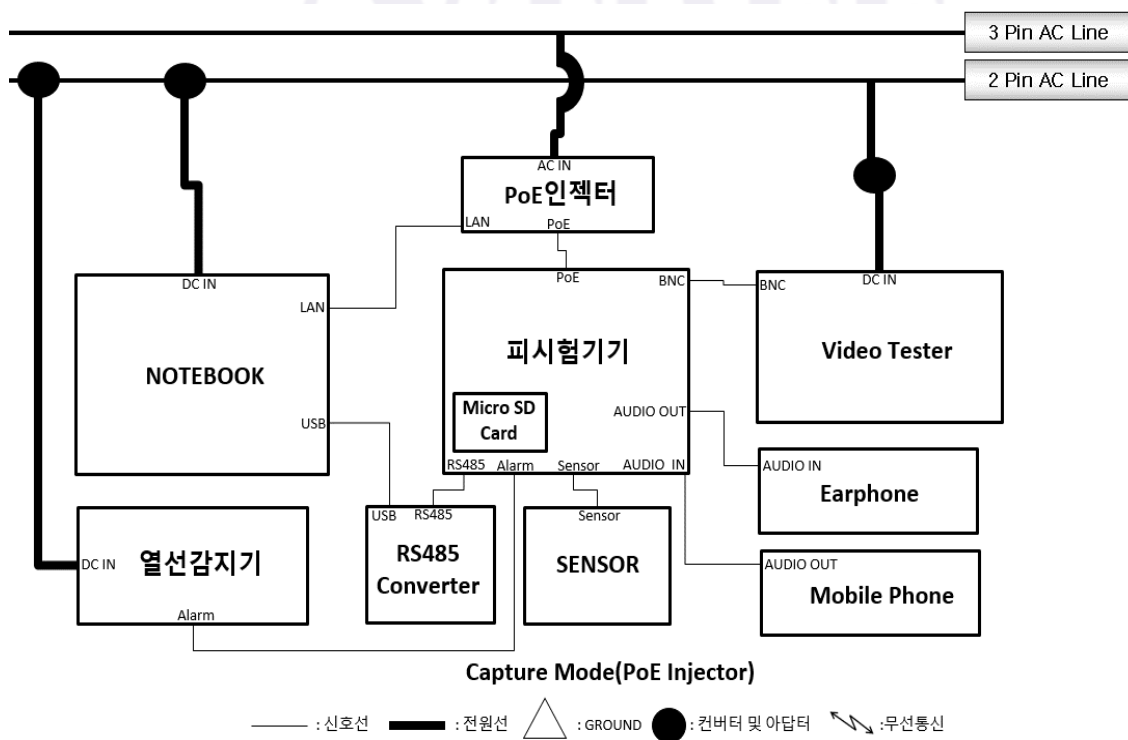 3 Pin AC Line
2 Pin AC Line
AC IN
PoE인젝터
LAN
PoE
DC IN
LAN
NOTEBOOK
USB
PoE
BNC
피시험기기
Micro SD
Card
AUDIO OUT
RS485
Alarm
Sensor
AUDIO IN
BNC
DC IN
Video Tester
AUDIO IN
Earphone
DC IN
열선감지기
Alarm
USB
RS485
RS485
Converter
Sensor
SENSOR
AUDIO OUT
Mobile Phone
Capture Mode(PoE Injector)
: 신호선
: 전원선
: GROUND
: 컨버터 및 아답터
:무선통신